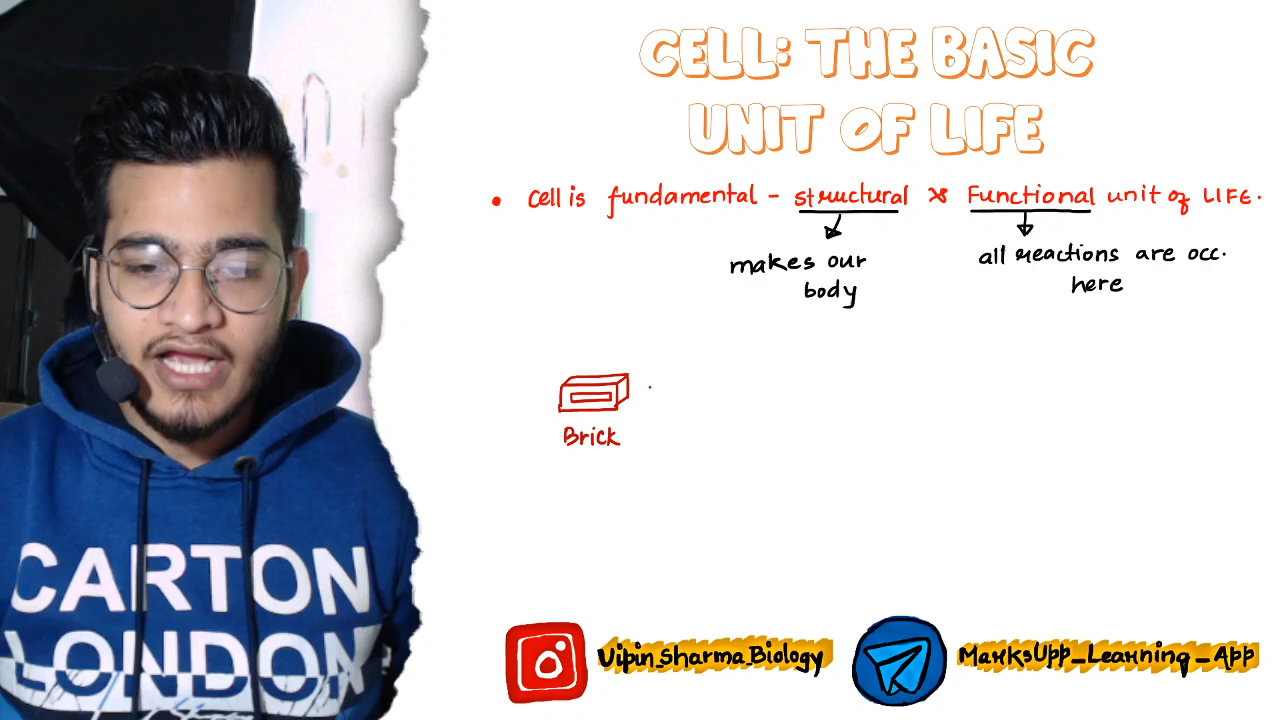 CELL: THE BASIC
UNIT OF LIFE
• Cell is fundamental - structural & Functional unit of LIFE.
makes our
body
all reactions are occ.
here
Brick
CARTON
LONDON
Vipin_Sharma_Biology
MarksUpp_Learning_App